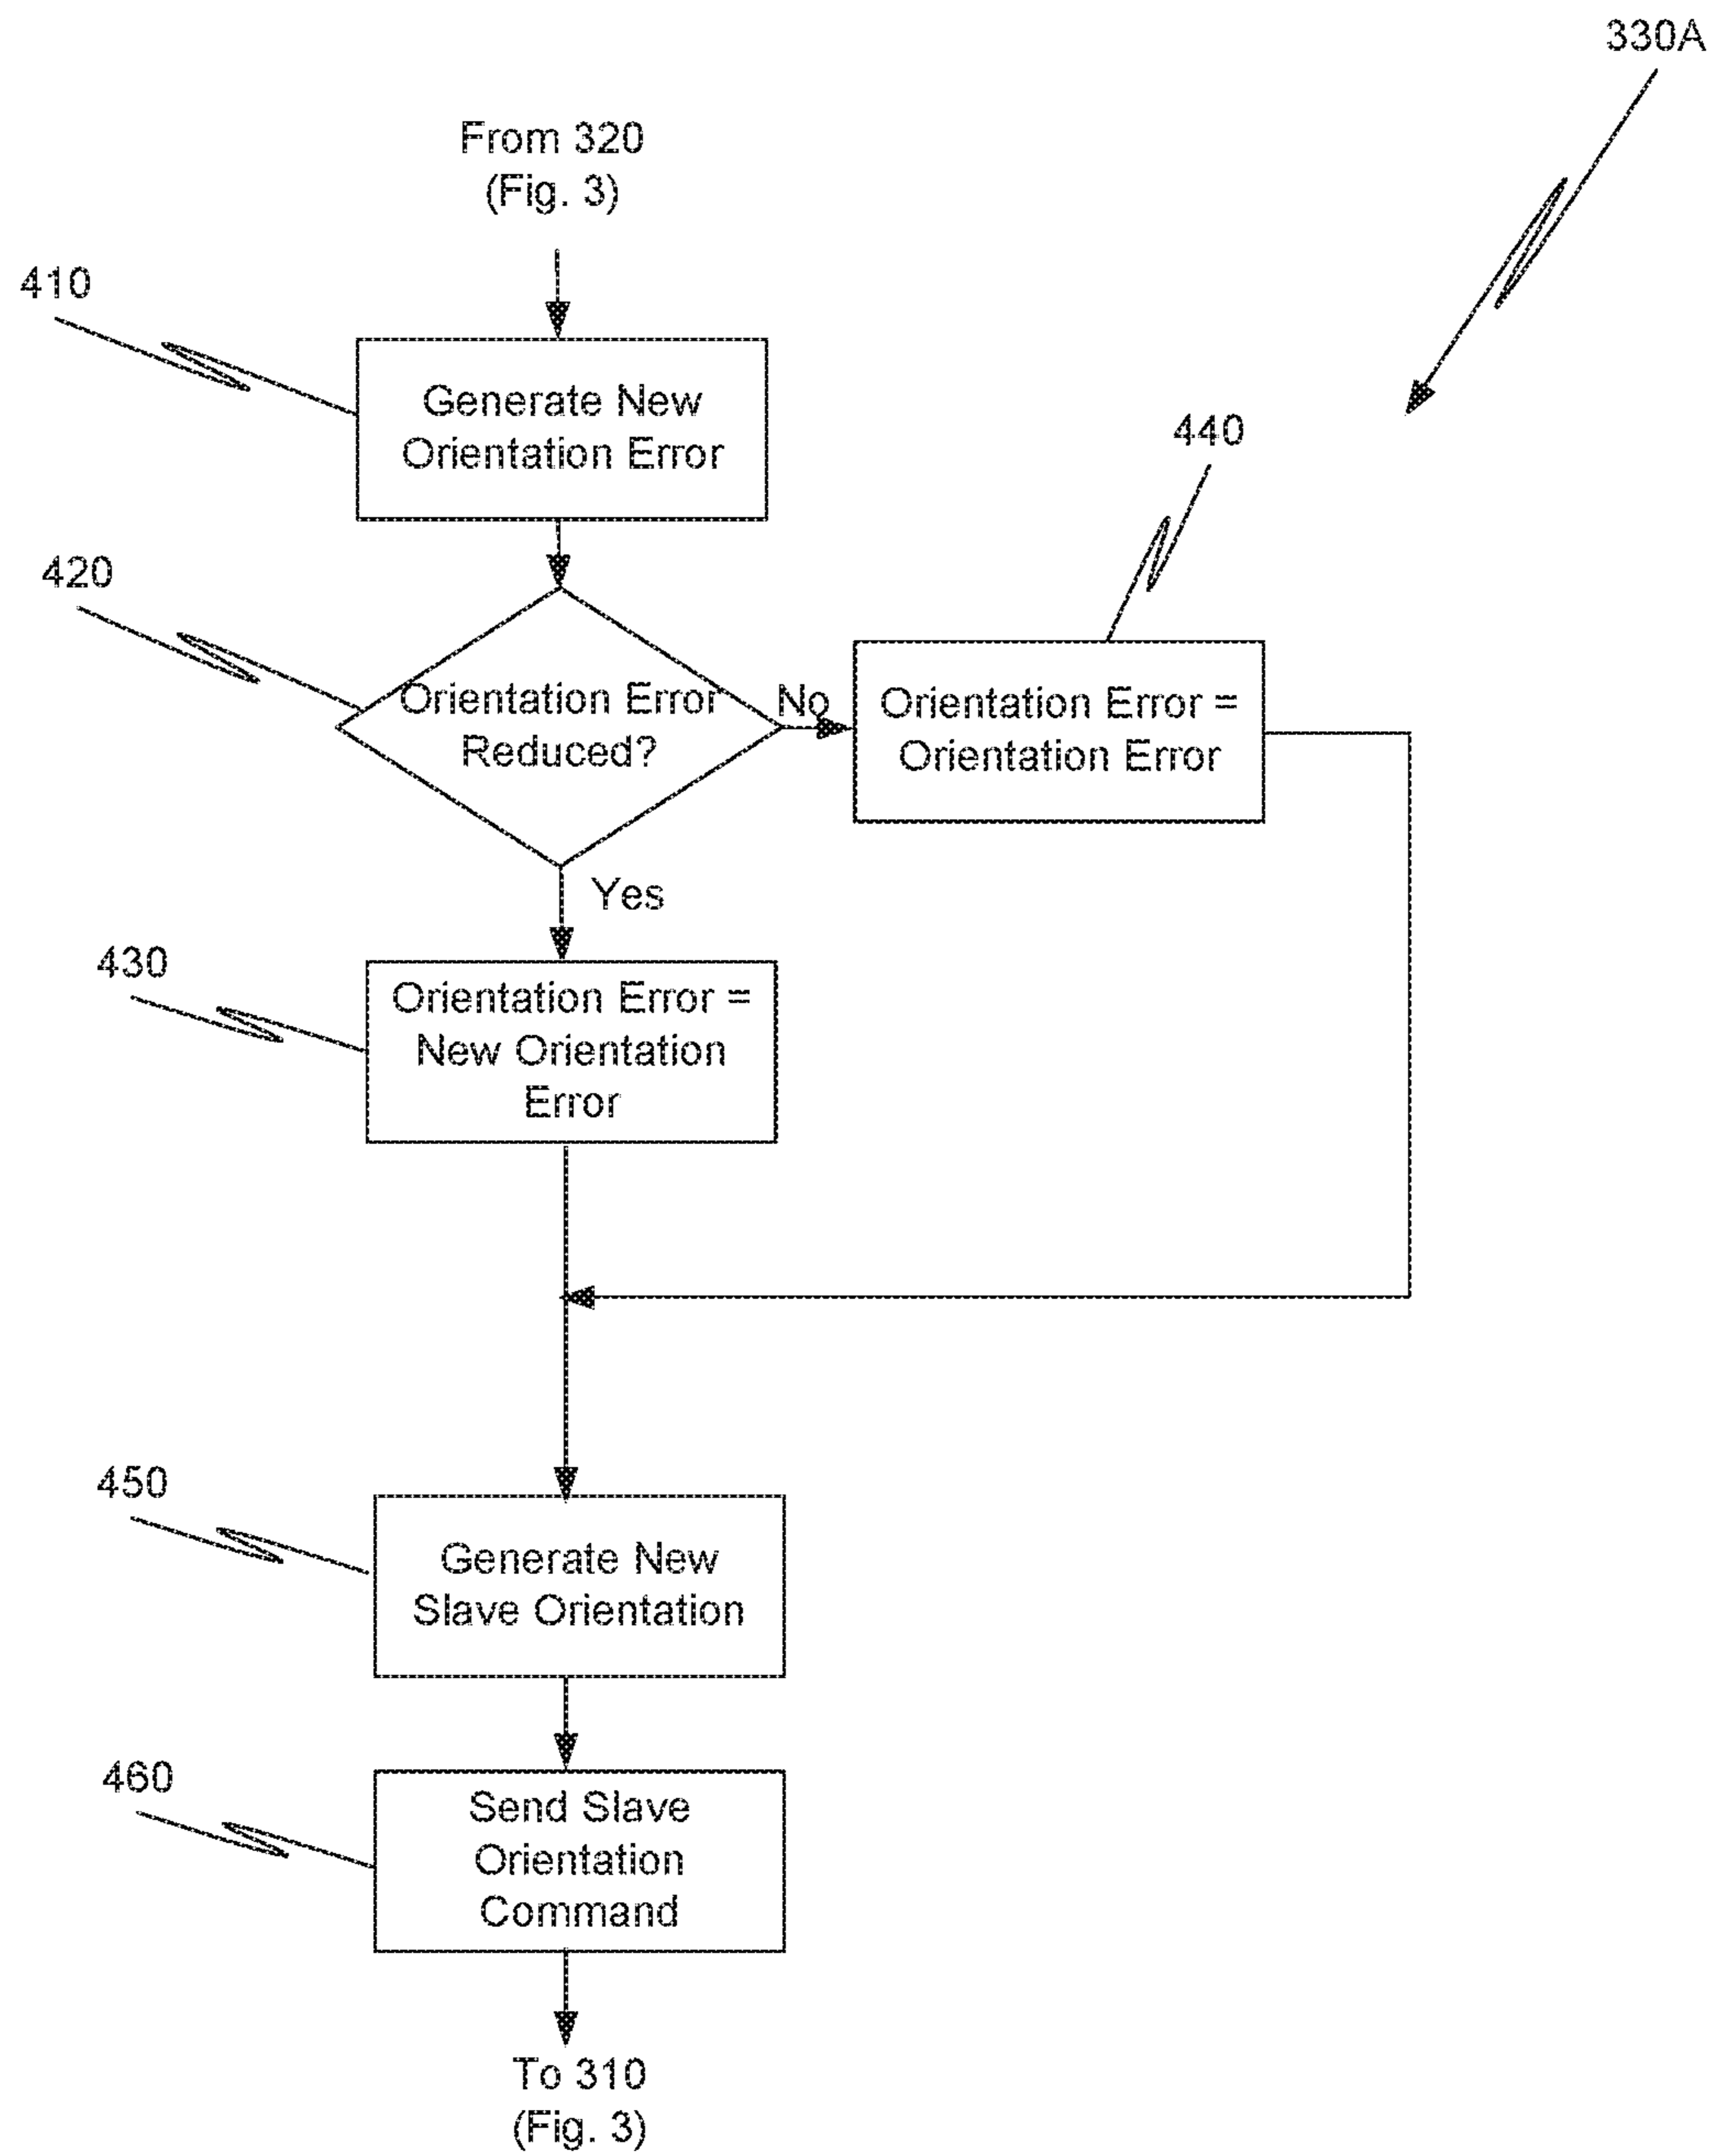 330A
From 320
(Fig. 3)
410
Generate New
Orientation Error
440
420
Orientation Error
Reduced?
No
Orientation Error =
Orientation Error
Yes
430
Orientation Error =
New Orientation
Error
450
Generate New
Slave Orientation
460
Send Slave
Orientation
Command
To 310
(Fig. 3)